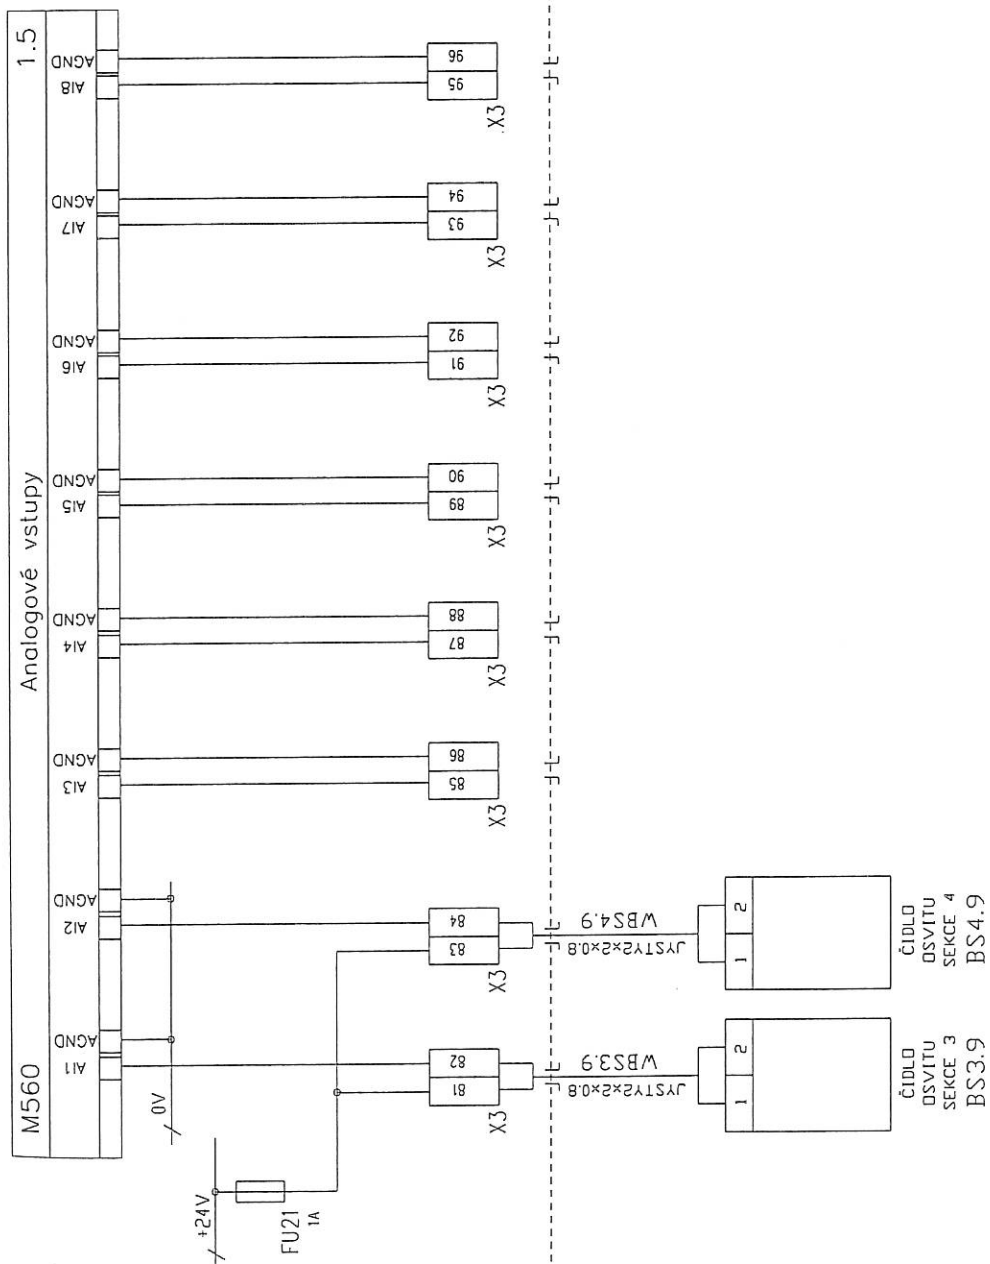 M560 Analogové vstupy 1.5
AI1 AGND AI2 AGND AI3 AGND AI4 AGND AI5 AGND AI6 AGND AI7 AGND AI8 AGND
0V
+24V
FU21
1A
81 82 83 84 85 86 87 88 89 90 91 92 93 94 95 96
X3 X3 X3 X3 X3 X3 X3 X3
JYSTY2x2x0.8 JYSTY2x2x0.8
WBS3.9 WBS4.9
1 2 1 2
ČIDLO
OSVITU
SEKCE 3
BS3.9
ČIDLO
OSVITU
SEKCE 4
BS4.9